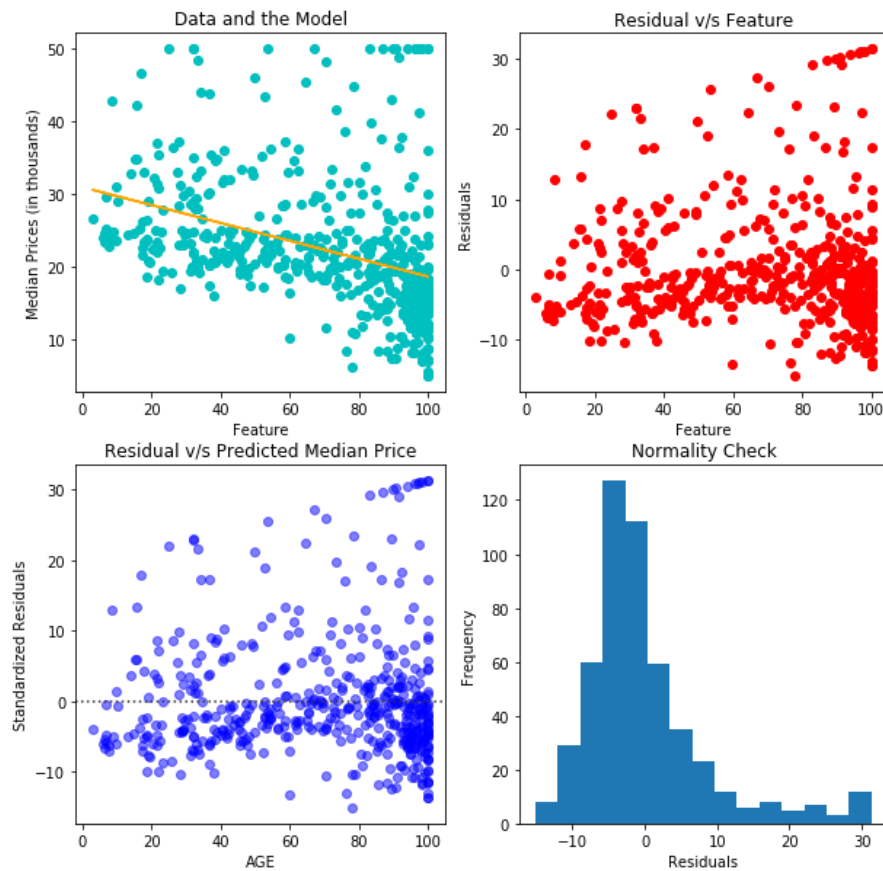 Data and the Model
Median Prices (in thousands)
50
40
30
20
10
0 20 40 60 80 100
Feature
Residual v/s Feature
Residuals
30
20
10
0
−10
0 20 40 60 80 100
Feature
Residual v/s Predicted Median Price
Standardized Residuals
30
20
10
0
−10
0 20 40 60 80 100
AGE
Normality Check
Frequency
120
100
80
60
40
20
0
−10 0 10 20 30
Residuals